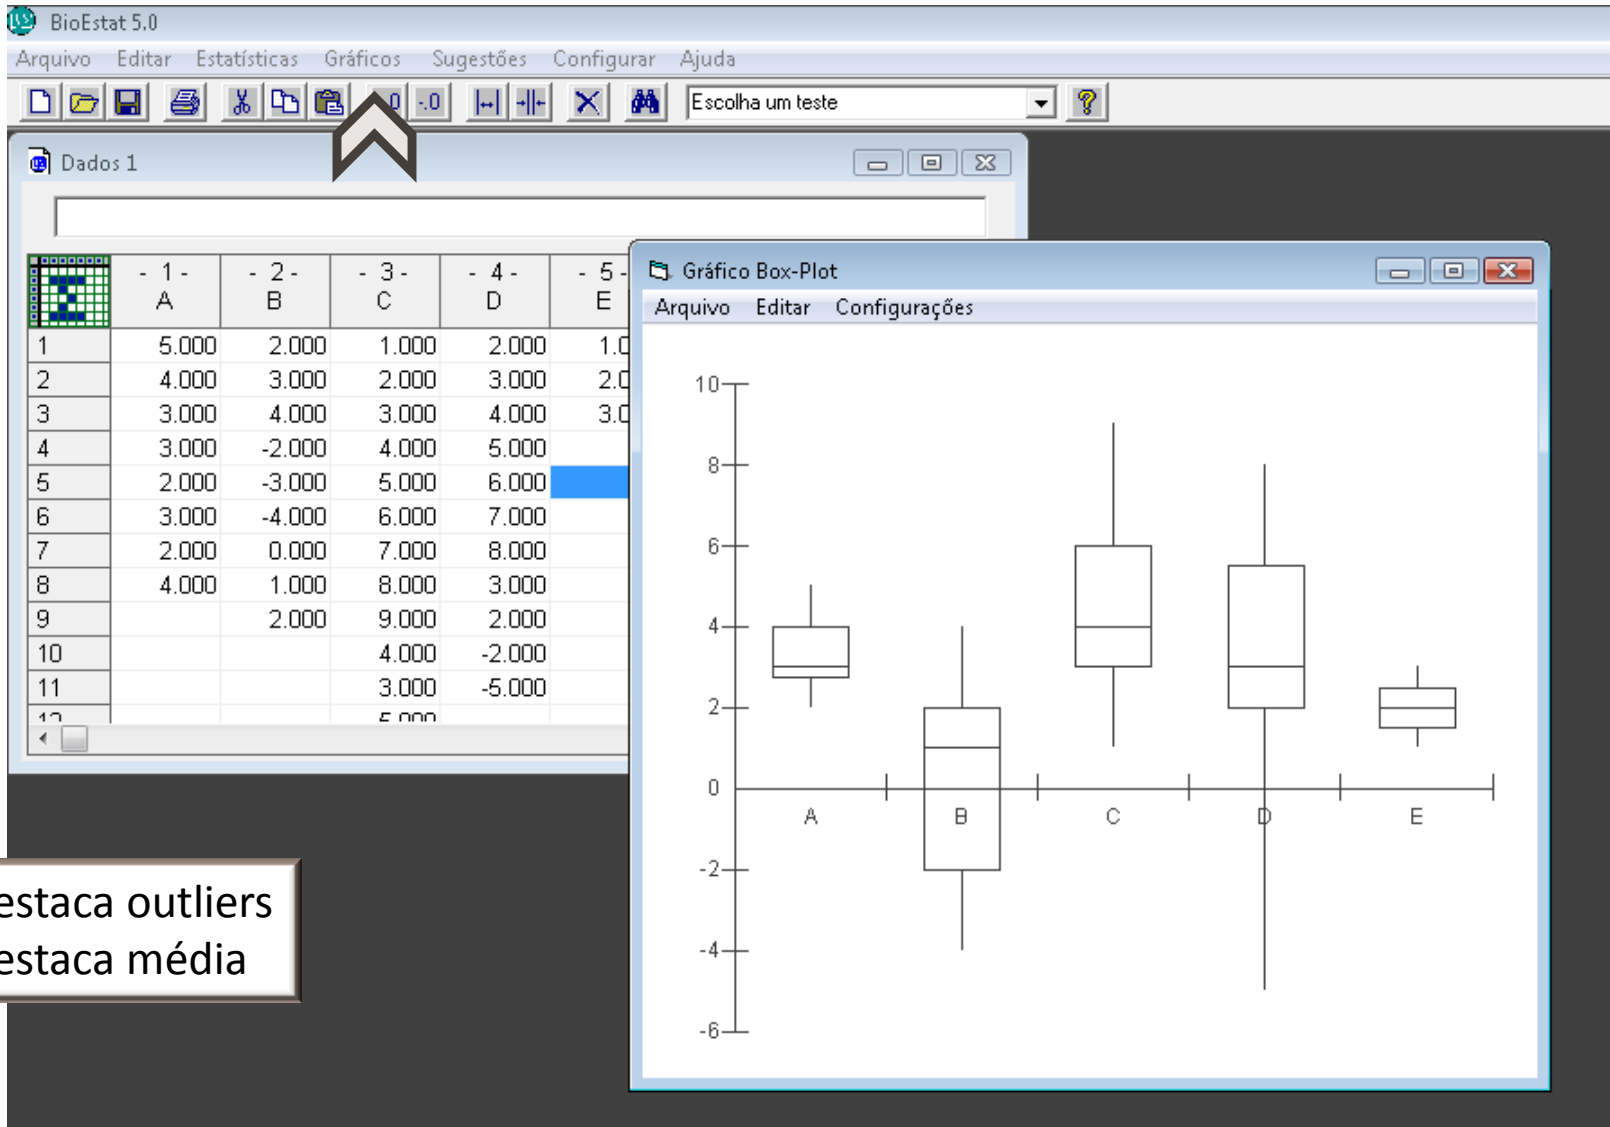 BioEstat 5.0
Arquivo Editar Estatísticas Gráficos Sugestões Configurar Ajuda
Escolha um teste
Dados 1
- 1 - - 2 - - 3 - - 4 - - 5 -
A B C D E
1 5.000 2.000 1.000 2.000
2 4.000 3.000 2.000 3.000
3 3.000 4.000 3.000 4.000
4 3.000 -2.000 4.000 5.000
5 2.000 -3.000 5.000 6.000
6 3.000 -4.000 6.000 7.000
7 2.000 0.000 7.000 8.000
8 4.000 1.000 8.000 3.000
9 2.000 9.000 2.000
10 4.000 -2.000
11 3.000 -5.000
Gráfico Box-Plot
Arquivo Editar Configurações
10
8
6
4
2
0
A B C D E
-2
-4
-6
outliers
média